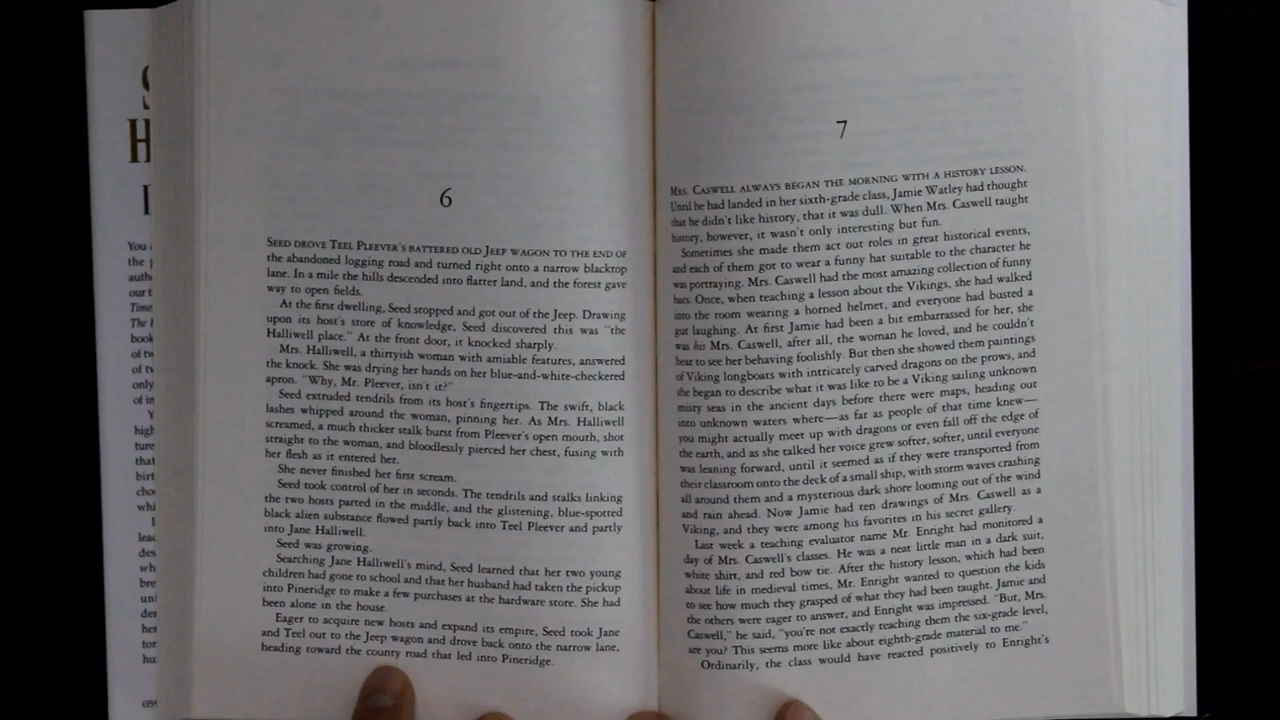 S
H
You
the
auth
our t
Time
The
book
of tw
of tv
only
of in
Y
high
ture
that
birt
cho
whi
lead
des
wh
bre
un
der
her
tor
hu
6
SEED DROVE TEEL PLEEVER'S BATTERED OLD JEEP WAGON TO THE END OF
the abandoned logging road and turned right onto a narrow blacktop
lane. In a mile the hills descended into flatter land, and the forest gave
way to open fields.
At the first dwelling, Seed stopped and got out of the Jeep. Drawing
upon its host's store of knowledge, Seed discovered this was "the
Halliwell place." At the front door, it knocked sharply.
Mrs. Halliwell, a thirtyish woman with amiable features, answered
the knock. She was drying her hands on her blue-and-white-checkered
apron. "Why, Mr. Pleever, isn't it?"
Seed extruded tendrils from its host's fingertips. The swift, black
lashes whipped around the woman, pinning her. As Mrs. Halliwell
screamed, a much thicker stalk burst from Pleever's open mouth, shot
straight to the woman, and bloodlessly pierced her chest, fusing with
her flesh as it entered her.
She never finished her first scream.
Seed took control of her in seconds. The tendrils and stalks linking
the two hosts parted in the middle, and the glistening, blue-spotted
black alien substance flowed partly back into Teel Pleever and partly
into Jane Halliwell.
Seed was growing.
Searching Jane Halliwell's mind, Seed learned that her two young
children had gone to school and that her husband had taken the pickup
into Pineridge to make a few purchases at the hardware store. She had
been alone in the house.
Eager to acquire new hosts and expand its empire, Seed took Jane
and Teel out to the Jeep wagon and drove back onto the narrow lane,
heading toward the county road that led into Pineridge.
7
MRS. CASWELL ALWAYS BEGAN THE MORNING WITH A HISTORY LESSON.
Until he had landed in her sixth-grade class, Jamie Watley had thought
that he didn't like history, that it was dull. When Mrs. Caswell taught
history, however, it wasn't only interesting but fun.
Sometimes she made them act out roles in great historical events,
and each of them got to wear a funny hat suitable to the character he
was portraying. Mrs. Caswell had the most amazing collection of funny
hats. Once, when teaching a lesson about the Vikings, she had walked
into the room wearing a horned helmet, and everyone had busted a
gut laughing. At first Jamie had been a bit embarrassed for her, she
was his Mrs. Caswell, after all, the woman he loved, and he couldn't
bear to see her behaving foolishly. But then she showed them paintings
of Viking longboats with intricately carved dragons on the prows, and
she began to describe what it was like to be a Viking sailing unknown
misty seas in the ancient days before there were maps, heading out
into unknown waters where—as far as people of that time knew—
you might actually meet up with dragons or even fall off the edge of
the earth, and as she talked her voice grew softer, softer, until everyone
was leaning forward, until it seemed as if they were transported from
their classroom onto the deck of a small ship, with storm waves crashing
all around them and a mysterious dark shore looming out of the wind
and rain ahead. Now Jamie had ten drawings of Mrs. Caswell as a
Viking, and they were among his favorites in his secret gallery.
Last week a teaching evaluator name Mr. Enright had monitored a
day of Mrs. Caswell's classes. He was a neat little man in a dark suit,
white shirt, and red bow tie. After the history lesson, which had been
about life in medieval times, Mr. Enright wanted to question the kids
to see how much they grasped of what they had been taught. Jamie and
the others were eager to answer, and Enright was impressed. "But, Mrs.
Caswell," he said, "you're not exactly teaching them the six-grade level,
are you? This seems more like about eighth-grade material to me."
Ordinarily, the class would have reacted positively to Enright's